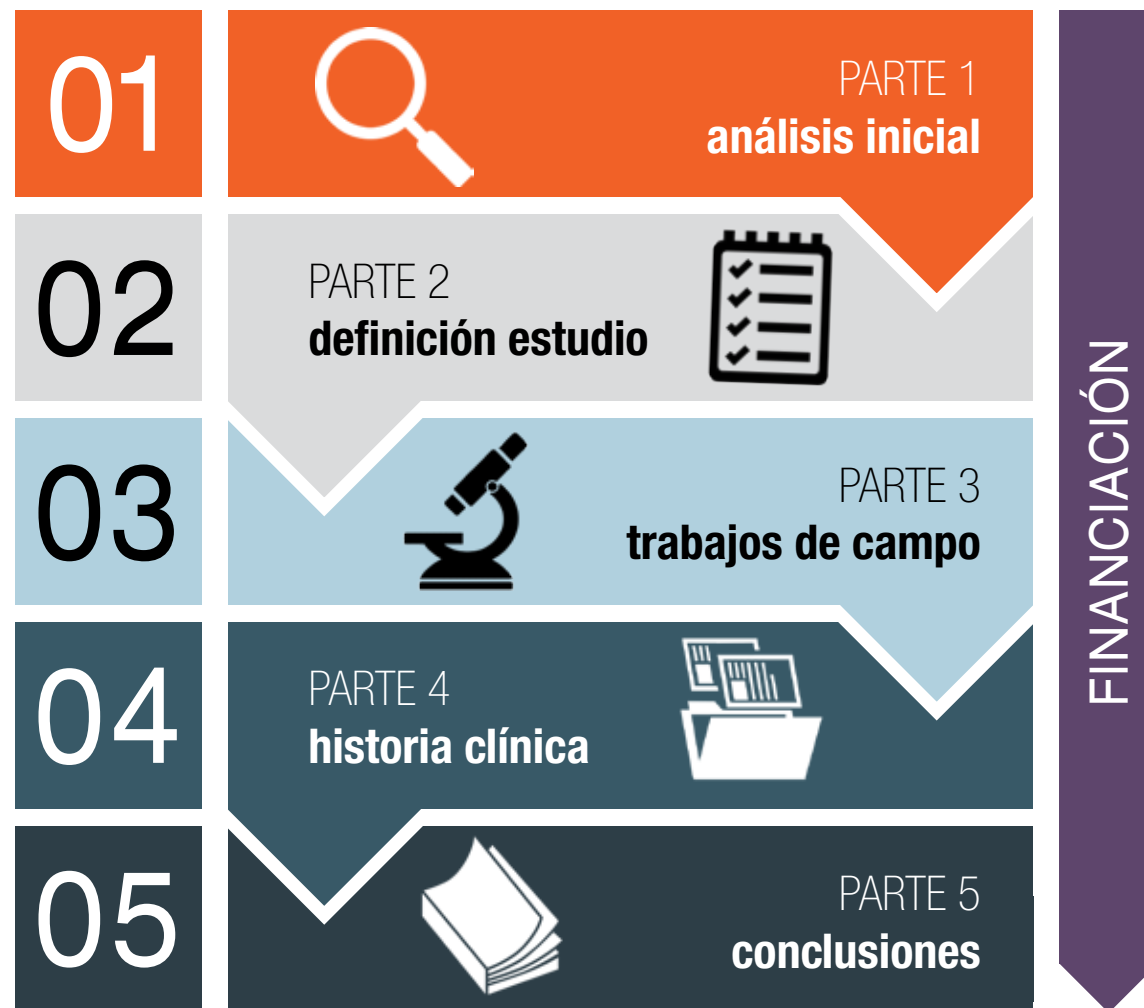 01
PARTE 1
análisis inicial
02
PARTE 2
definición estudio
03
PARTE 3
trabajos de campo
04
PARTE 4
historia clínica
05
PARTE 5
conclusiones
FINANCIACIÓN